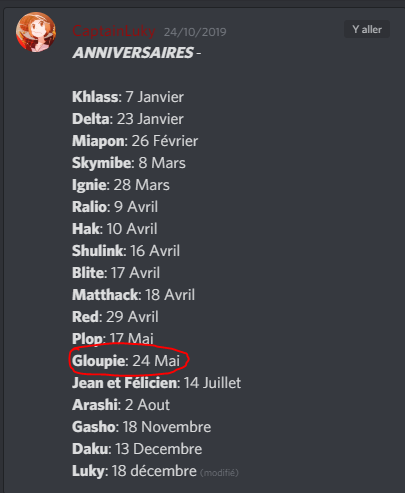 24/10/2019 Y aller
ANNIVERSAIRES -
Khlass: 7 Janvier
Delta: 23 Janvier
Miapon: 26 Février
Skymibe: 8 Mars
Ignie: 28 Mars
Ralio: 9 Avril
Hak: 10 Avril
Shulink: 16 Avril
Blite: 17 Avril
Matthack: 18 Avril
Red: 29 Avril
Plop: 17 Mai
Gloupie: 24 Mai
Jean et Félicien: 14 Juillet
Arashi: 2 Aout
Gasho: 18 Novembre
Daku: 13 Decembre
Luky: 18 décembre (modifié)